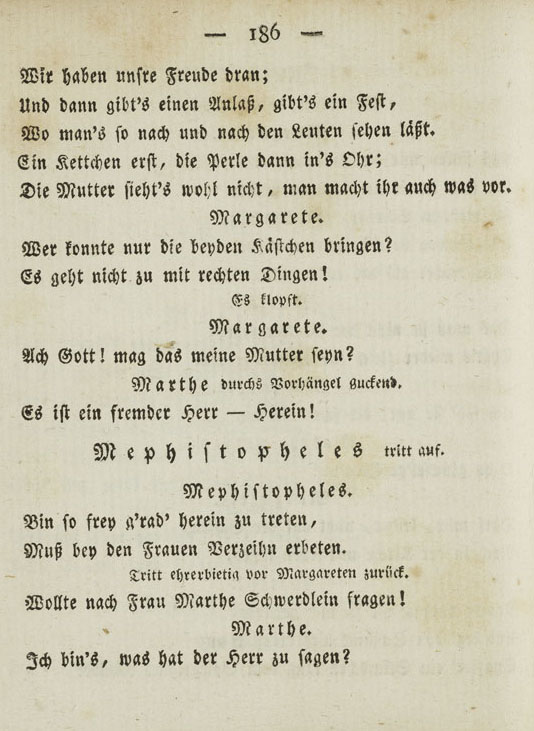 — 186 —
Wir haben unsre Freude dran;
Und dann gibt's einen Anlaß, gibt's ein Fest,
Wo man's so nach und nach den Leuten sehen läßt.
Ein Kettchen erst, die Perle dann in's Ohr;
Die Mutter sieht's wohl nicht, man macht ihr auch was vor.
Margarete.
Wer konnte nur die beyden Kästchen bringen?
Es geht nicht zu mit rechten Dingen!
Es klopft.
Margarete.
Ach Gott! mag das meine Mutter seyn?
Marthe durchs Vorhängel guckend.
Es ist ein fremder Herr — Herein!
Mephistopheles tritt auf.
Mephistopheles.
Bin so frey g'rad' herein zu treten,
Muß bey den Frauen Verzeihn erbeten.
Tritt ehrerbietig vor Margareten zurück.
Wollte nach Frau Marthe Schwerdlein fragen!
Marthe.
Ich bin's, was hat der Herr zu sagen?